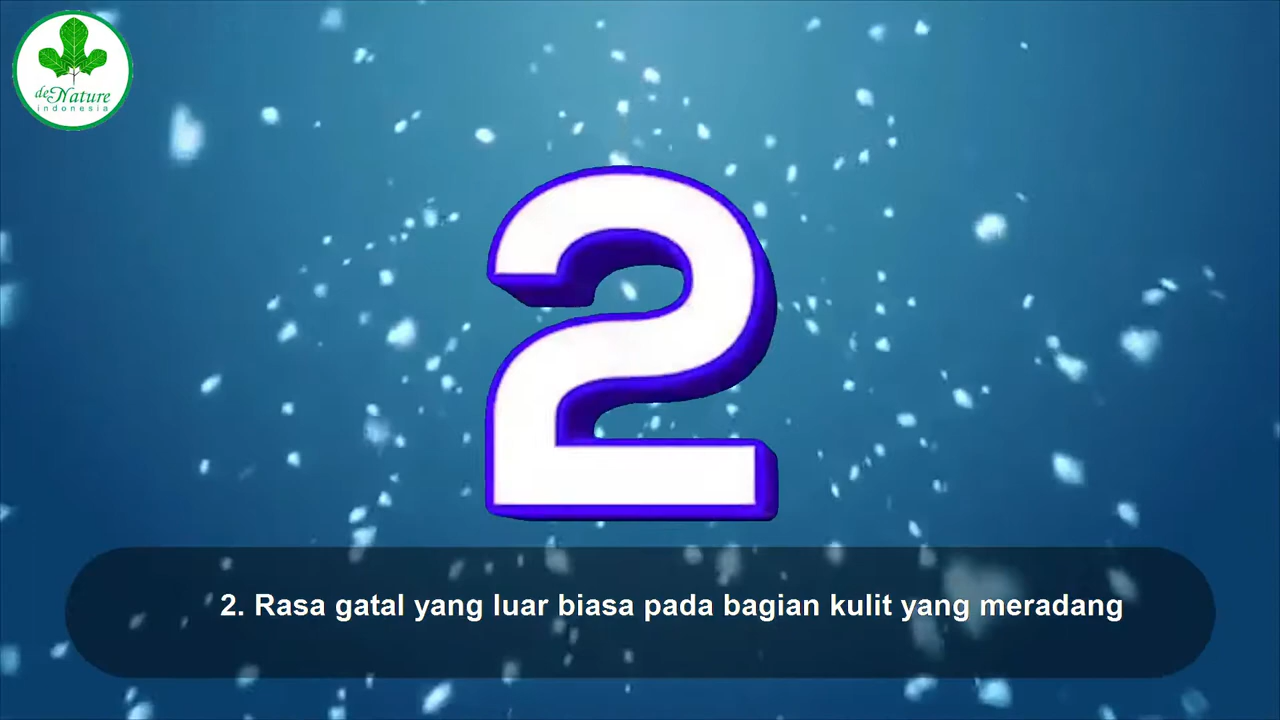 deNature
indonesia
2
2. Rasa gatal yang luar biasa pada bagian kulit yang meradang